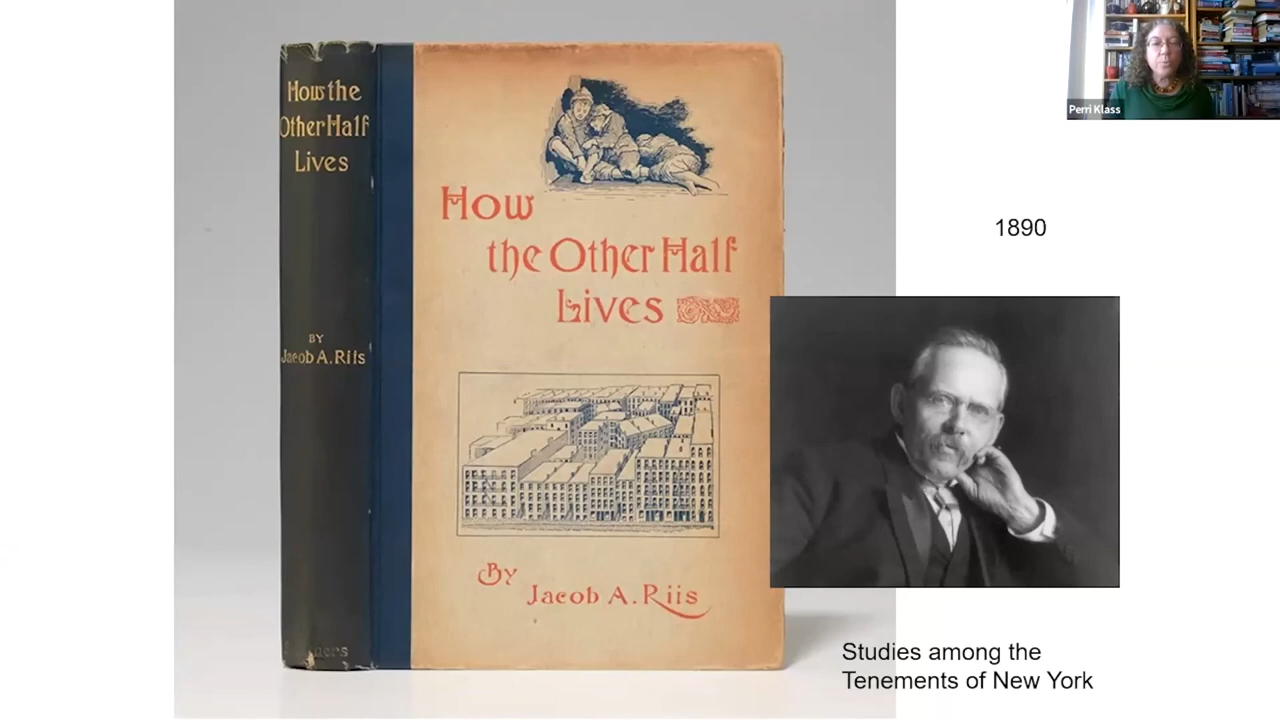 How the
Other Half
Lives
BY
Jacob A. Riis
How
the Other Half
Lives
By
Jacob A. Riis
Perri Klass
1890
Studies among the
Tenements of New York